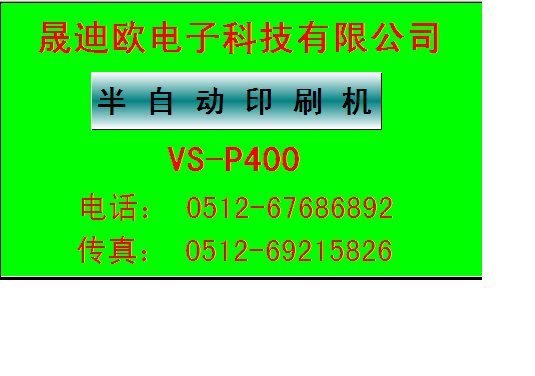 晟迪欧电子科技有限公司
半自动印刷机
VS-P400
电话： 0512-67686892
传真： 0512-69215826